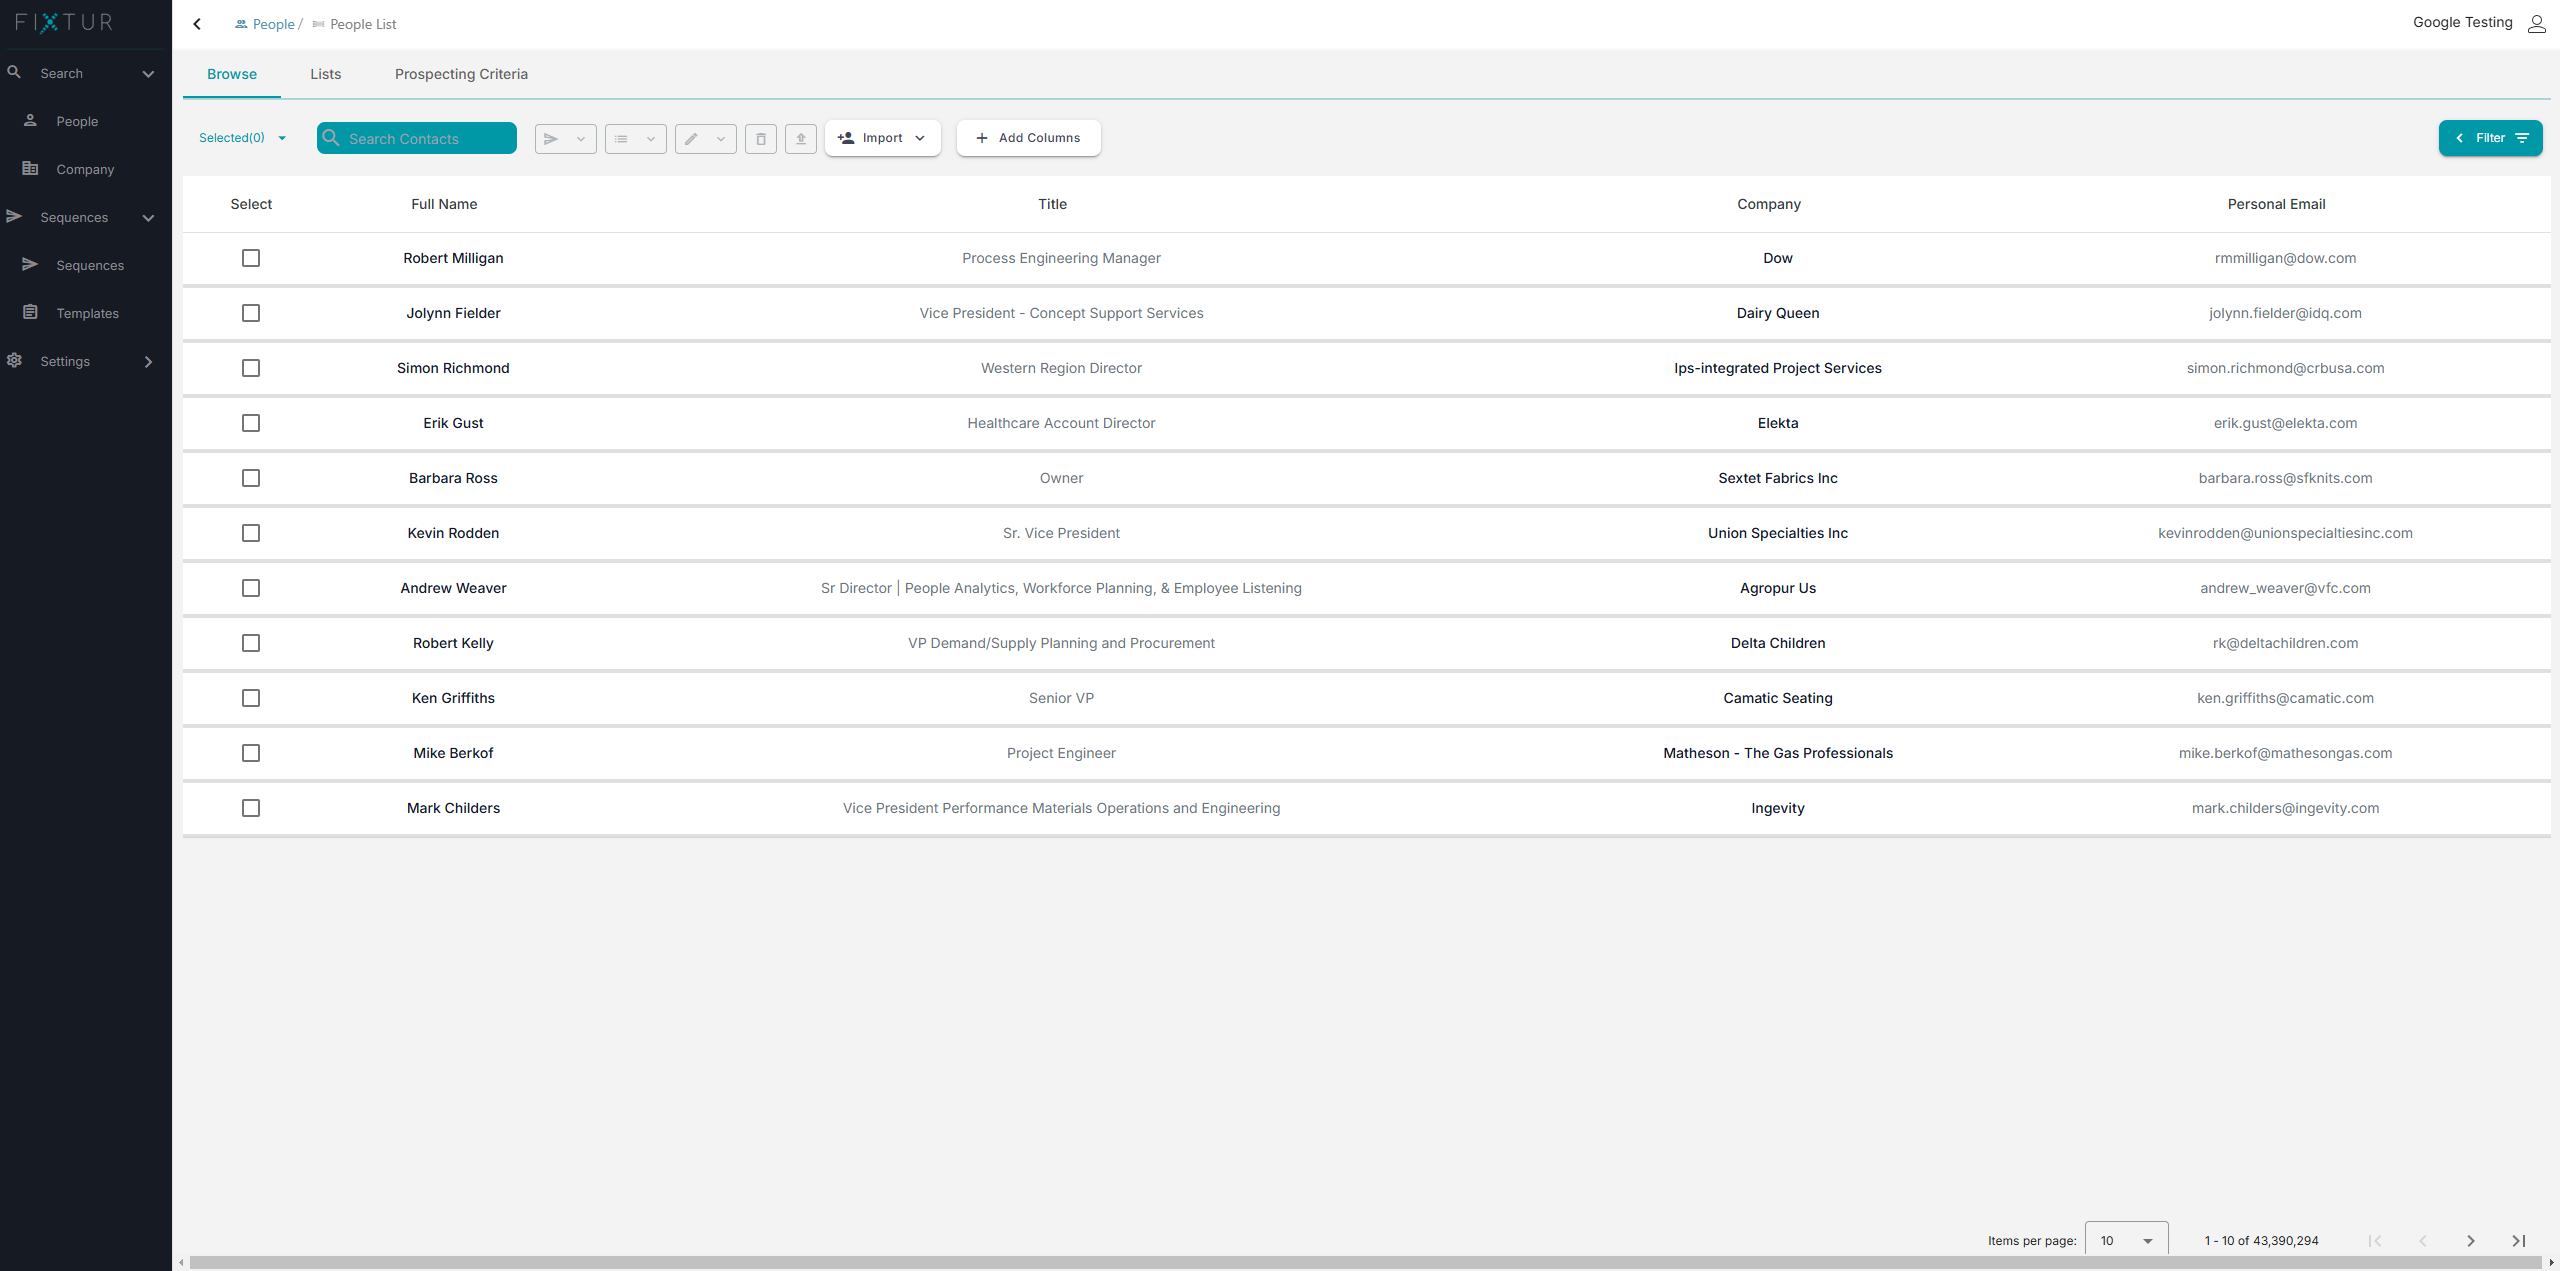 FIXTUR
People / People List
Google Testing
Search
People
Company
Sequences
Sequences
Templates
Settings
Browse Lists Prospecting Criteria
Selected(0) Search Contacts Import Add Columns Filter
Select Full Name Title Company Personal Email
Robert Milligan Process Engineering Manager Dow rmmilligan@dow.com
Jolynn Fielder Vice President - Concept Support Services Dairy Queen jolynn.fielder@idq.com
Simon Richmond Western Region Director Ips-integrated Project Services simon.richmond@crbusa.com
Erik Gust Healthcare Account Director Elekta erik.gust@elekta.com
Barbara Ross Owner Sextet Fabrics Inc barbara.ross@sfknits.com
Kevin Rodden Sr. Vice President Union Specialties Inc kevinrodden@unionspecialtiesinc.com
Andrew Weaver Sr Director | People Analytics, Workforce Planning, & Employee Listening Agropur Us andrew_weaver@vfc.com
Robert Kelly VP Demand/Supply Planning and Procurement Delta Children rk@deltachildren.com
Ken Griffiths Senior VP Camatic Seating ken.griffiths@camatic.com
Mike Berkof Project Engineer Matheson - The Gas Professionals mike.berkof@mathesongas.com
Mark Childers Vice President Performance Materials Operations and Engineering Ingevity mark.childers@ingevity.com
Items per page: 10 1 - 10 of 43,390,294